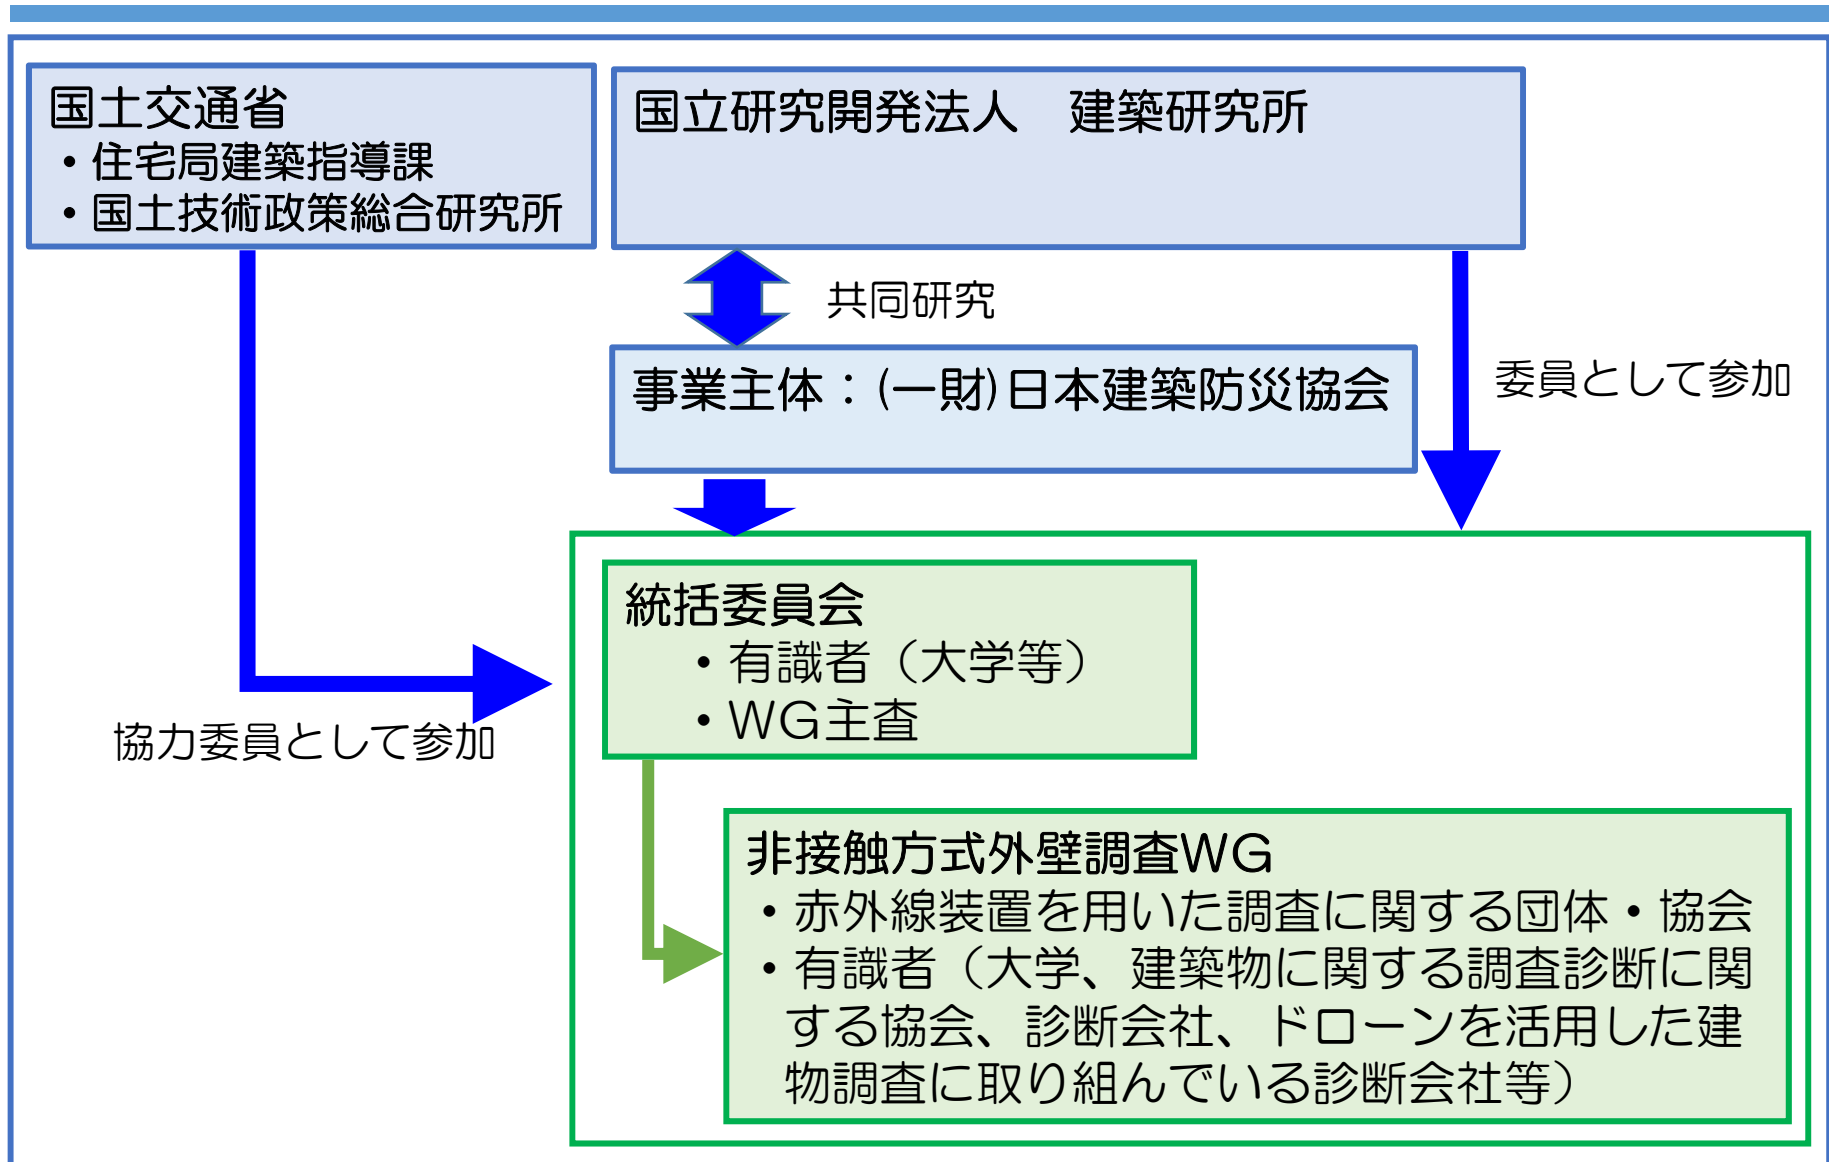 国土交通省
・住宅局建築指導課
・国土技術政策総合研究所
国立研究開発法人　建築研究所
共同研究
事業主体：(一財)日本建築防災協会
委員として参加
統括委員会
・有識者（大学等）
・WG主査
協力委員として参加
非接触方式外壁調査WG
・赤外線装置を用いた調査に関する団体・協会
・有識者（大学、建築物に関する調査診断に関
する協会、診断会社、ドローンを活用した建
物調査に取り組んでいる診断会社等）